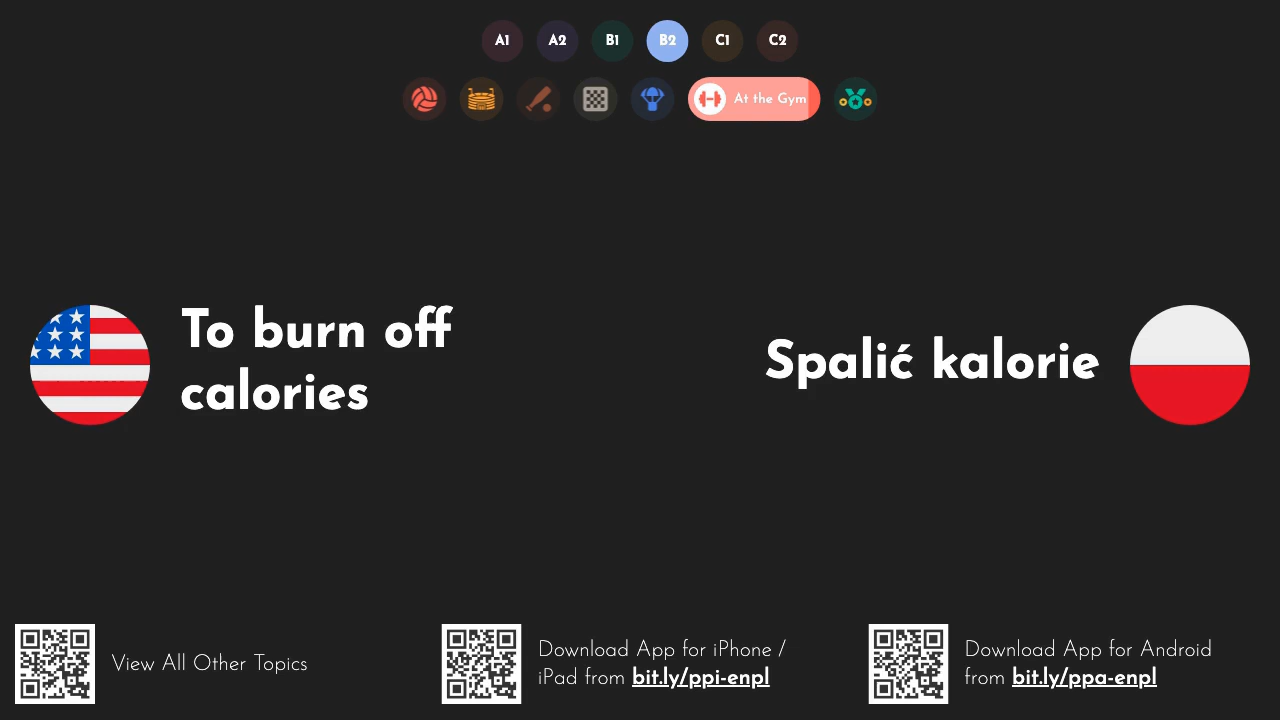 A1 A2 B1 B2 C1 C2
At the Gym
To burn off
calories
Spalić kalorie
View All Other Topics
Download App for iPhone /
iPad from bit.ly/ppi-enpl
Download App for Android
from bit.ly/ppa-enpl